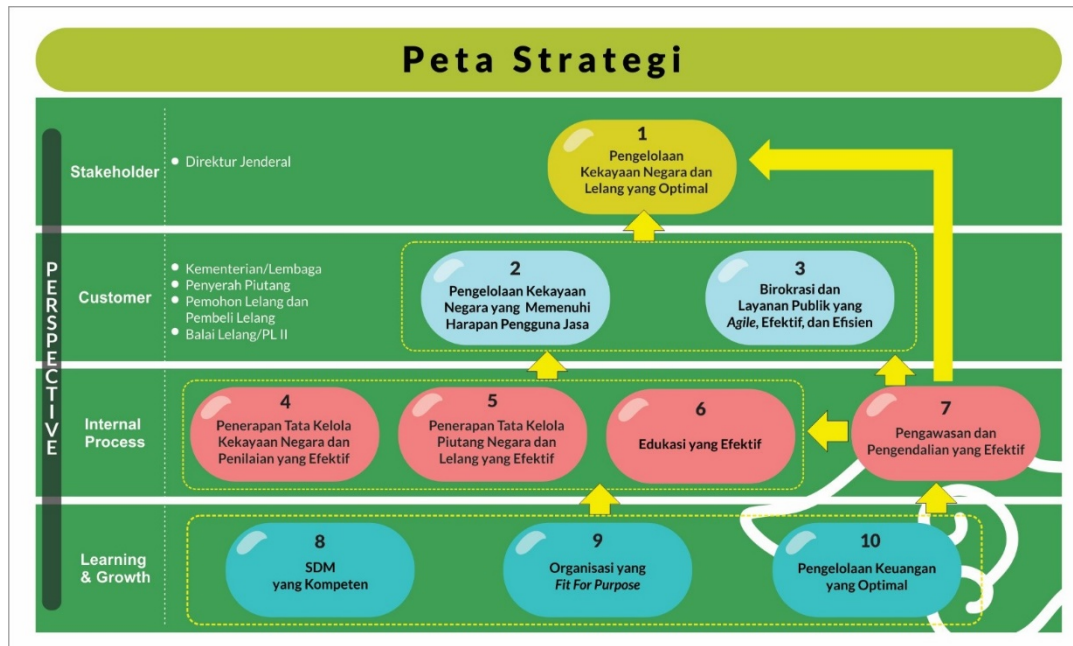 Peta Strategi
PERSPECTIVE
Stakeholder
● Direktur Jenderal
1
Pengelolaan
Kekayaan Negara dan
Lelang yang Optimal
Customer
● Kementerian/Lembaga
● Penyerah Piutang
● Pemohon Lelang dan
Pembeli Lelang
● Balai Lelang/PL II
2
Pengelolaan Kekayaan
Negara yang Memenuhi
Harapan Pengguna Jasa
3
Birokrasi dan
Layanan Publik yang
Agile, Efektif, dan Efisien
Internal
Process
4
Penerapan Tata Kelola
Kekayaan Negara dan
Penilaian yang Efektif
5
Penerapan Tata Kelola
Piutang Negara dan
Lelang yang Efektif
6
Edukasi yang Efektif
7
Pengawasan dan
Pengendalian yang Efektif
Learning
& Growth
8
SDM
yang Kompeten
9
Organisasi yang
Fit For Purpose
10
Pengelolaan Keuangan
yang Optimal